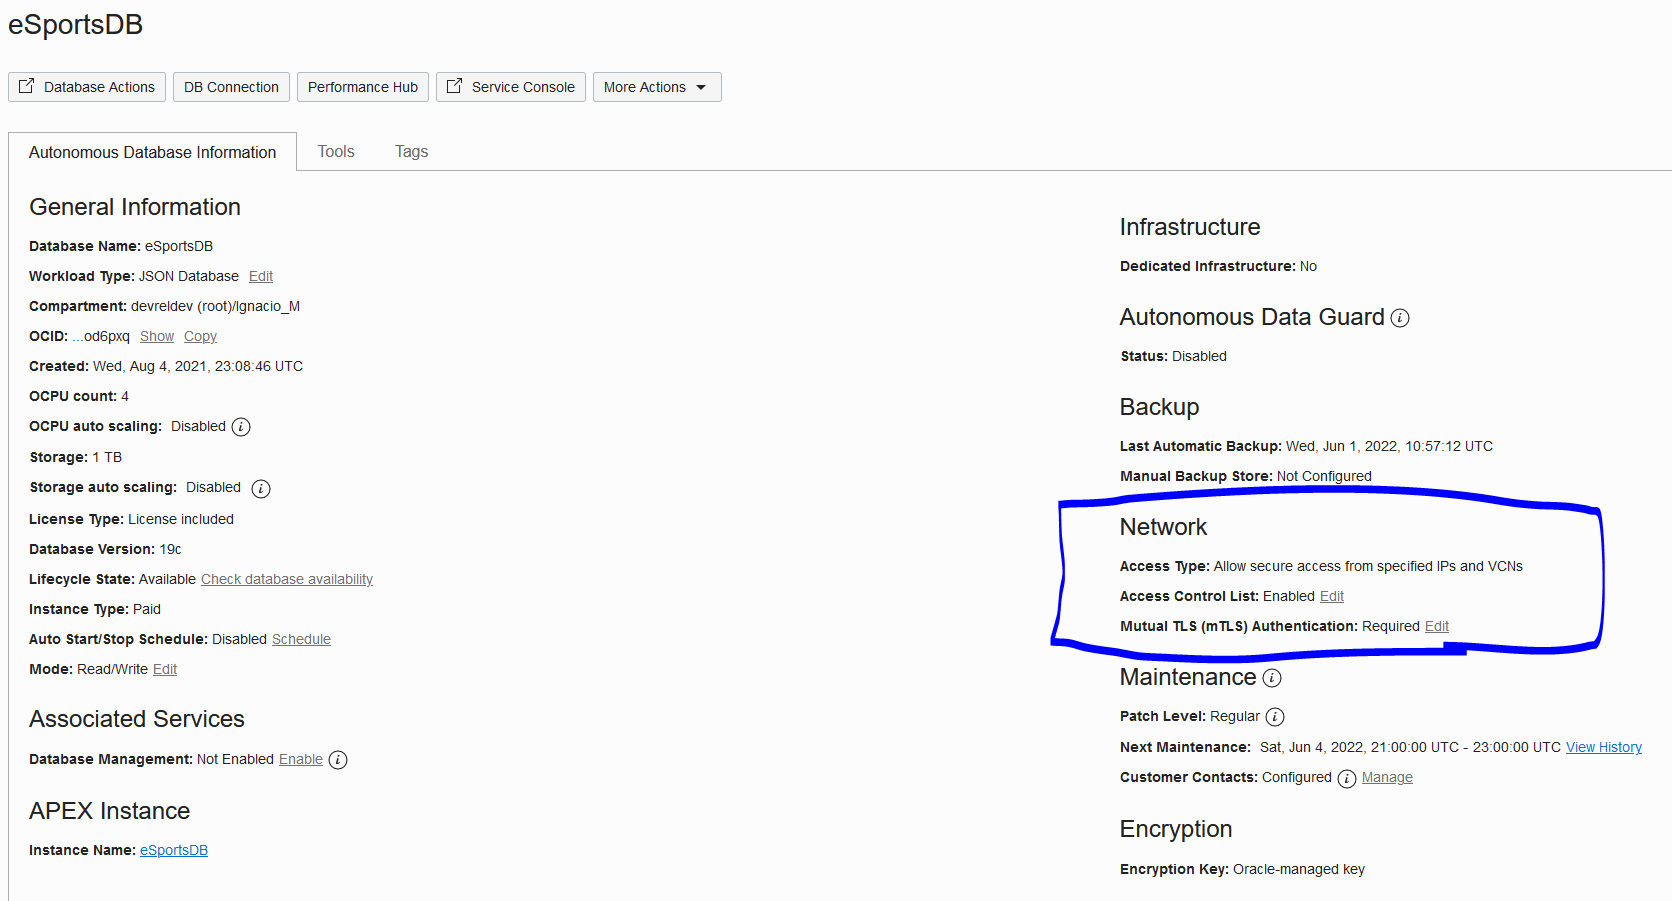 eSportsDB
Database Actions
DB Connection
Performance Hub
Service Console
More Actions
Autonomous Database Information
Tools
Tags
General Information
Database Name: eSportsDB
Workload Type: JSON Database Edit
Compartment: devreldev (root)/Ignacio_M
OCID: ...od6pxq Show Copy
Created: Wed, Aug 4, 2021, 23:08:46 UTC
OCPU count: 4
OCPU auto scaling: Disabled i
Storage: 1 TB
Storage auto scaling: Disabled i
License Type: License included
Database Version: 19c
Lifecycle State: Available Check database availability
Instance Type: Paid
Auto Start/Stop Schedule: Disabled Schedule
Mode: Read/Write Edit
Associated Services
Database Management: Not Enabled Enable i
APEX Instance
Instance Name: eSportsDB
Infrastructure
Dedicated Infrastructure: No
Autonomous Data Guard i
Status: Disabled
Backup
Last Automatic Backup: Wed, Jun 1, 2022, 10:57:12 UTC
Manual Backup Store: Not Configured
Network
Access Type: Allow secure access from specified IPs and VCNs
Access Control List: Enabled Edit
Mutual TLS (mTLS) Authentication: Required Edit
Maintenance i
Patch Level: Regular i
Next Maintenance: Sat, Jun 4, 2022, 21:00:00 UTC - 23:00:00 UTC View History
Customer Contacts: Configured i Manage
Encryption
Encryption Key: Oracle-managed key